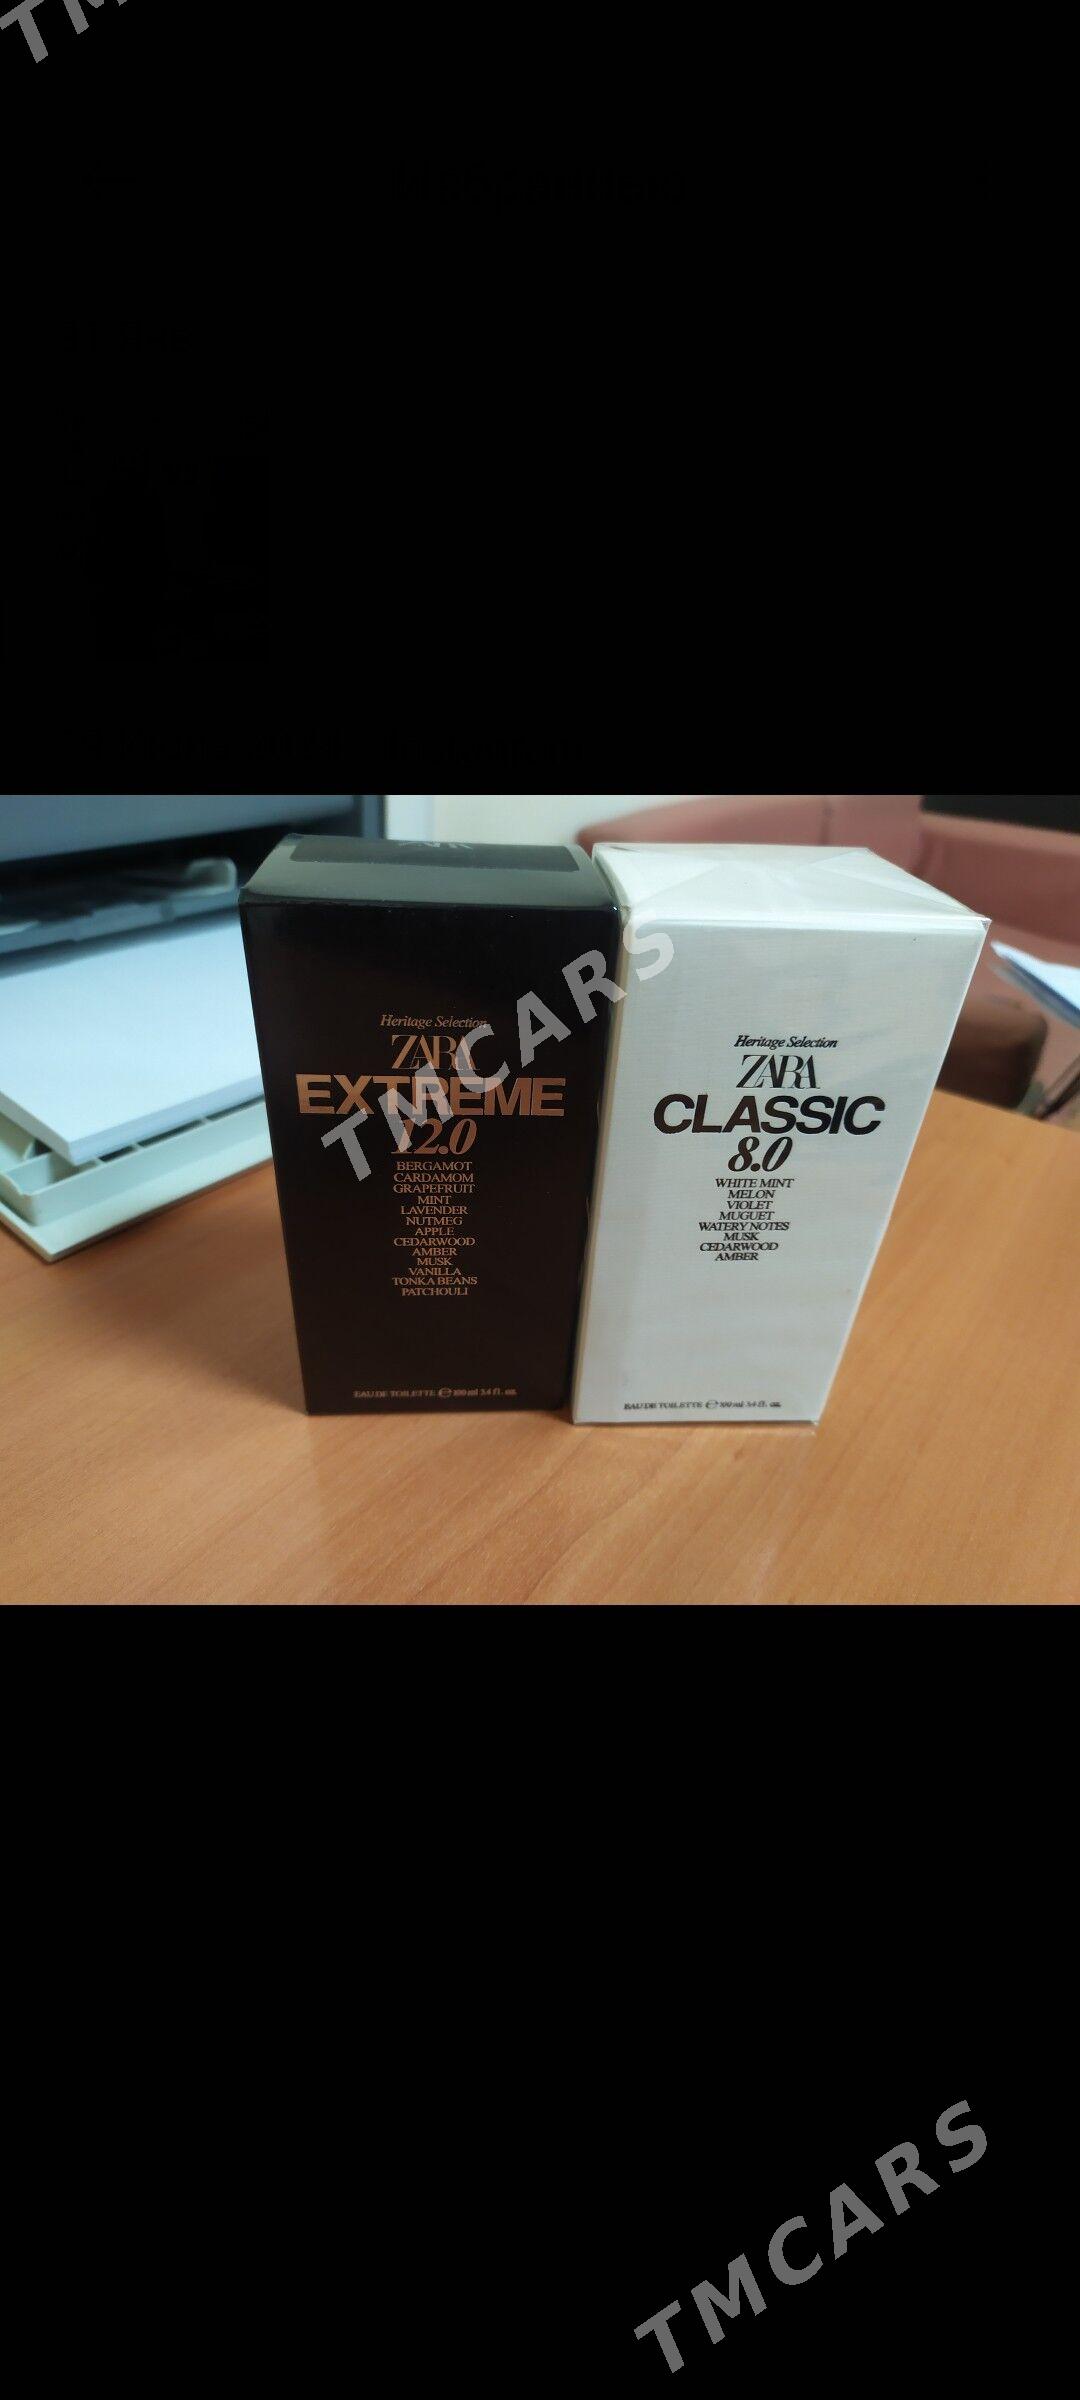 Heritage Selection
ZARA
EXTREME
12.0
BERGAMOT
CARDAMOM
GRAPEFRUIT
MINT
LAVENDER
NUTMEG
APPLE
CEDARWOOD
AMBER
MUSK
VANILLA
TONKA BEANS
PATCHOULI
EAU DE TOILETTE ℮ 100 ml 3.4 fl. oz.
Heritage Selection
ZARA
CLASSIC
8.0
WHITE MINT
MELON
VIOLET
MUGUET
WATERY NOTES
MUSK
CEDARWOOD
AMBER
EAU DE TOILETTE ℮ 100 ml 3.4 fl. oz.
TMCARS
TMCARS